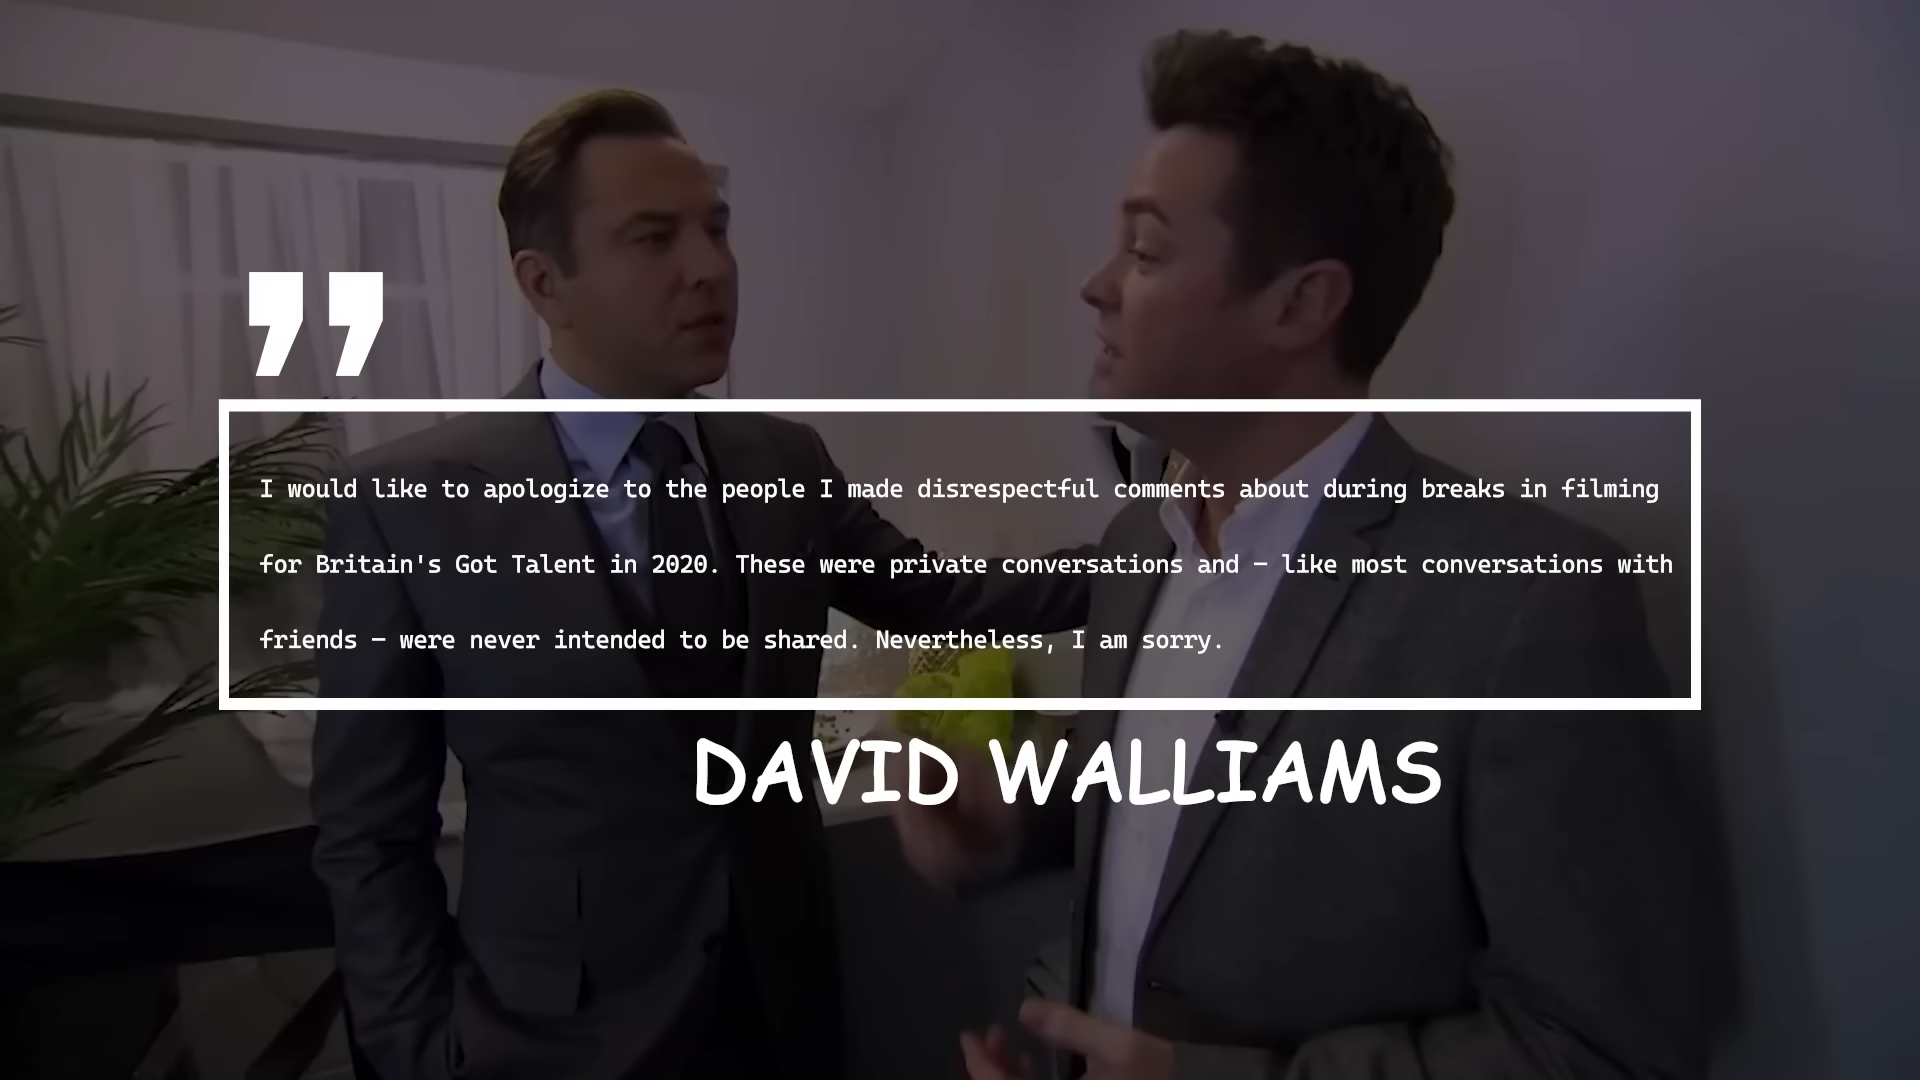 ”
I would like to apologize to the people I made disrespectful comments about during breaks in filming
for Britain's Got Talent in 2020. These were private conversations and – like most conversations with
friends – were never intended to be shared. Nevertheless, I am sorry.
DAVID WALLIAMS